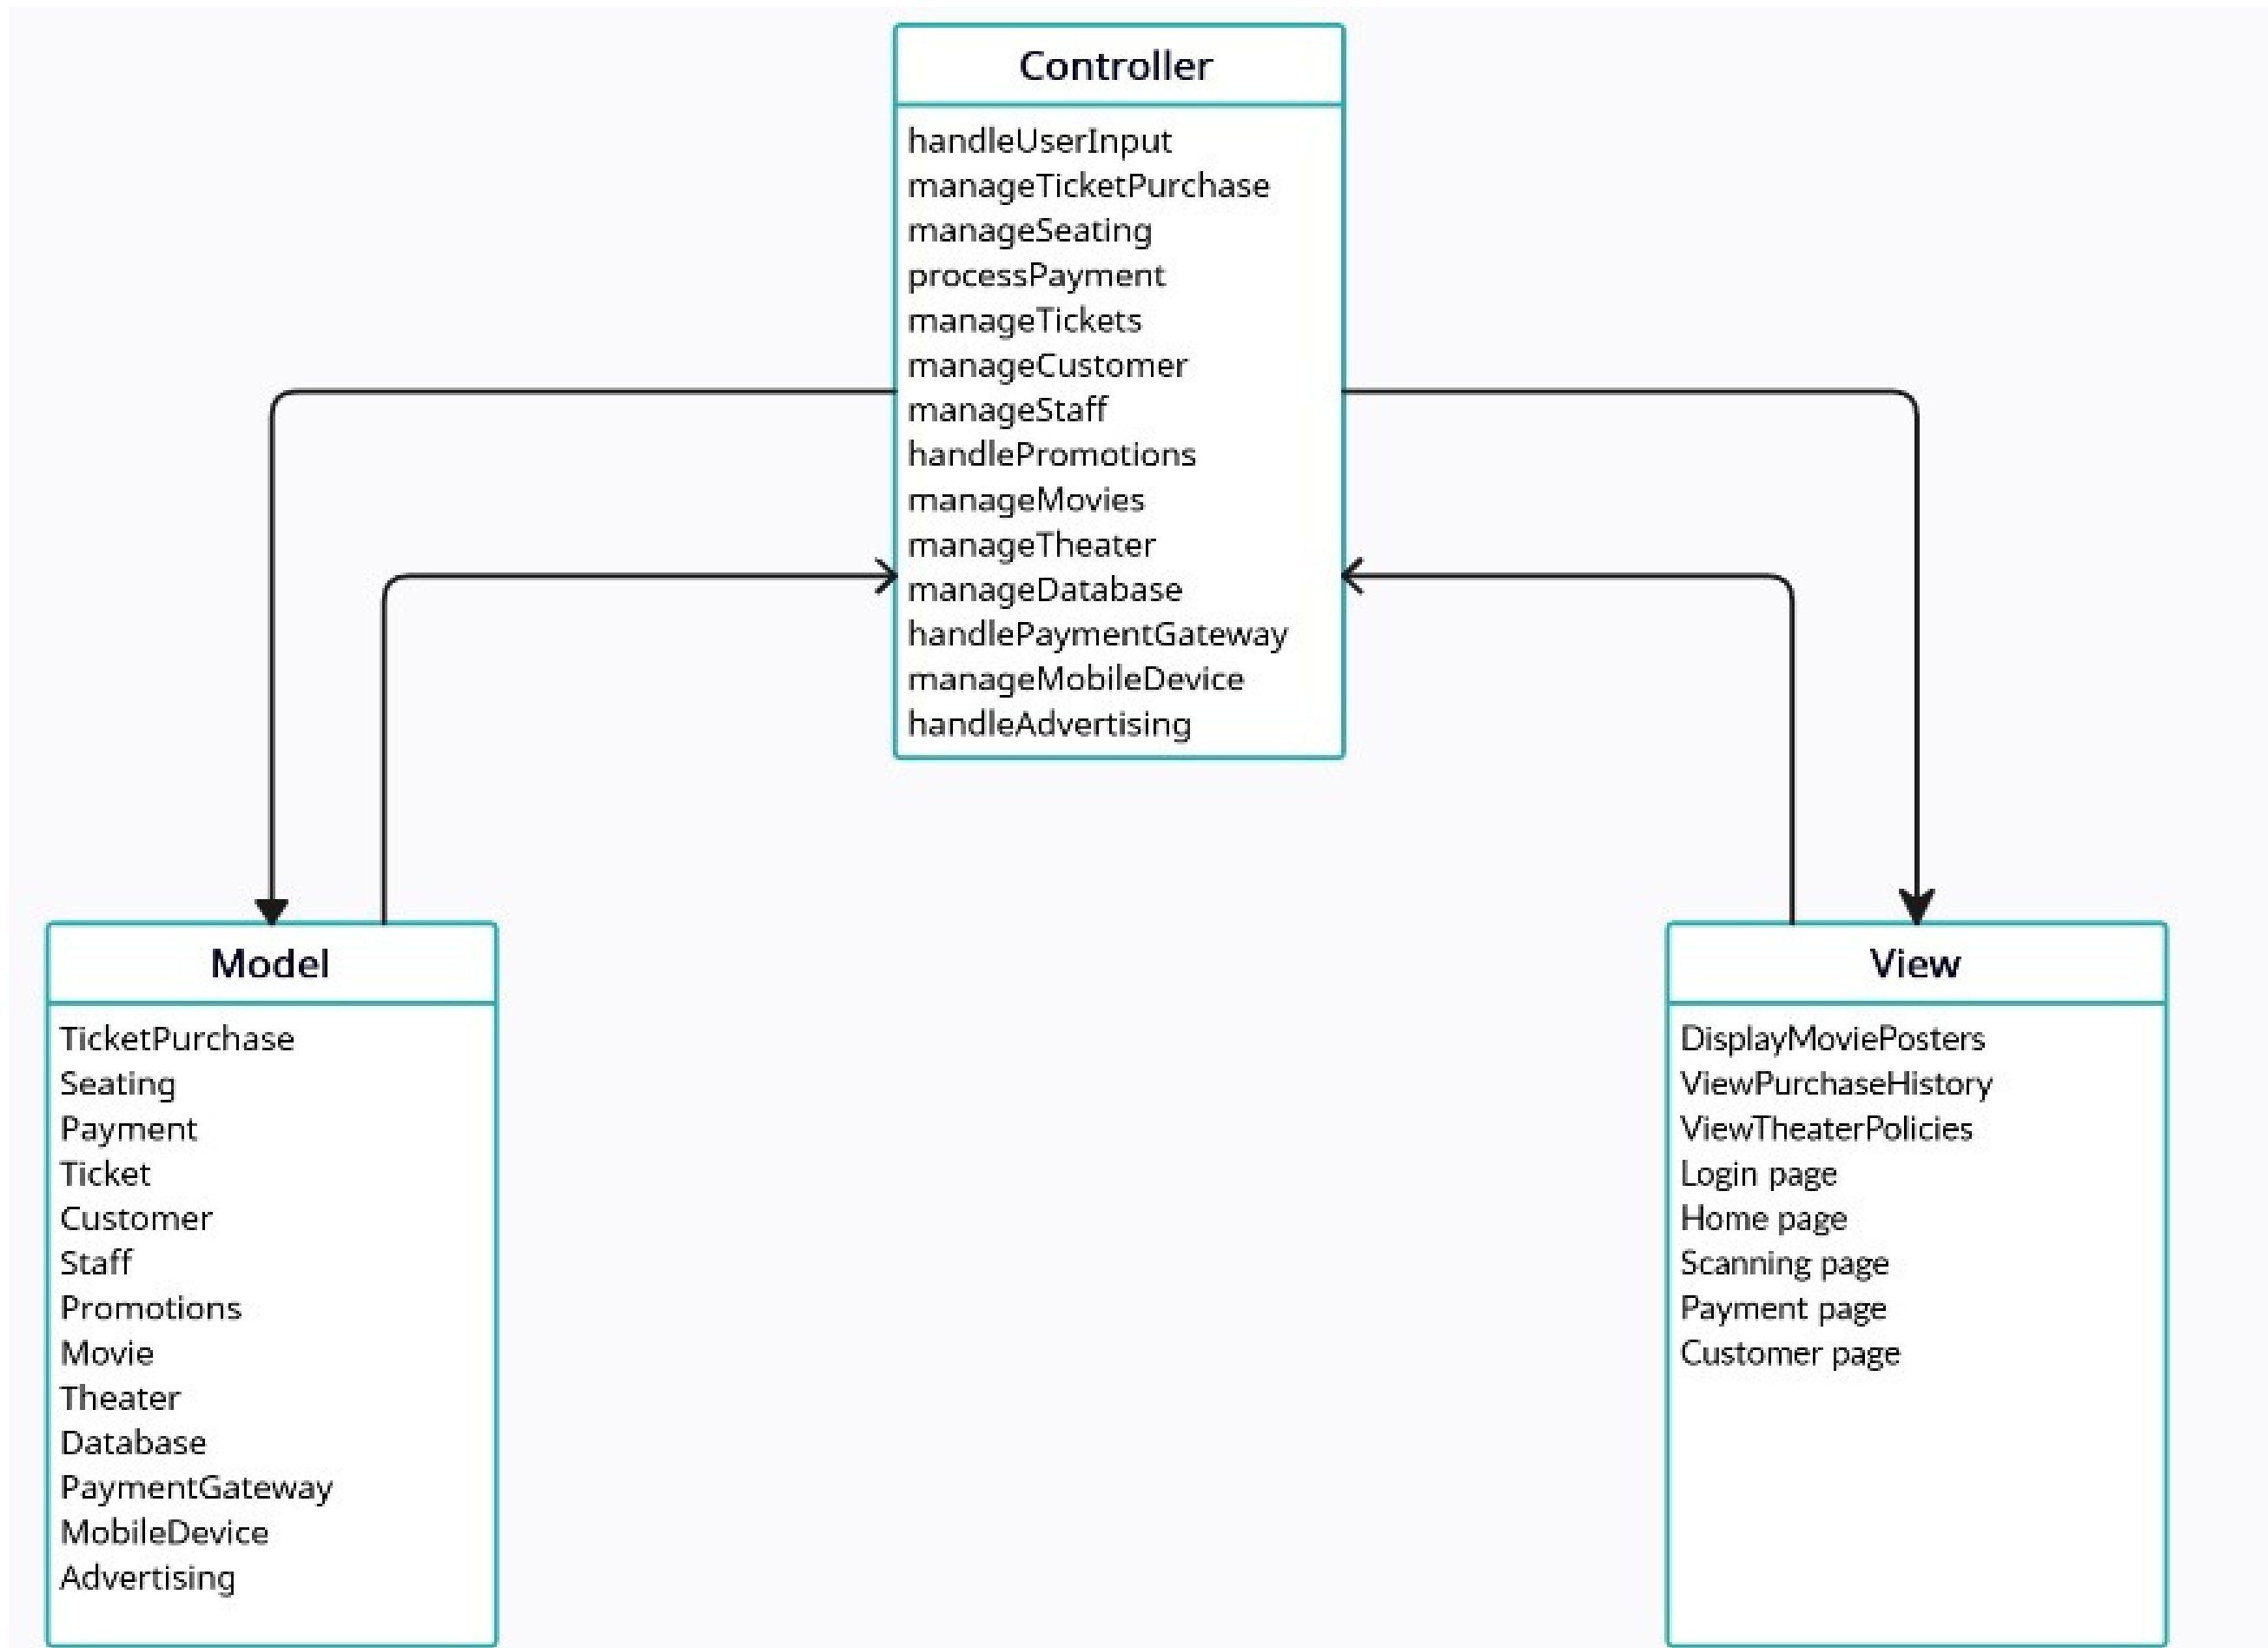 Controller
handleUserInput
manageTicketPurchase
manageSeating
processPayment
manageTickets
manageCustomer
manageStaff
handlePromotions
manageMovies
manageTheater
manageDatabase
handlePaymentGateway
manageMobileDevice
handleAdvertising
Model
TicketPurchase
Seating
Payment
Ticket
Customer
Staff
Promotions
Movie
Theater
Database
PaymentGateway
MobileDevice
Advertising
View
DisplayMoviePosters
ViewPurchaseHistory
ViewTheaterPolicies
Login page
Home page
Scanning page
Payment page
Customer page